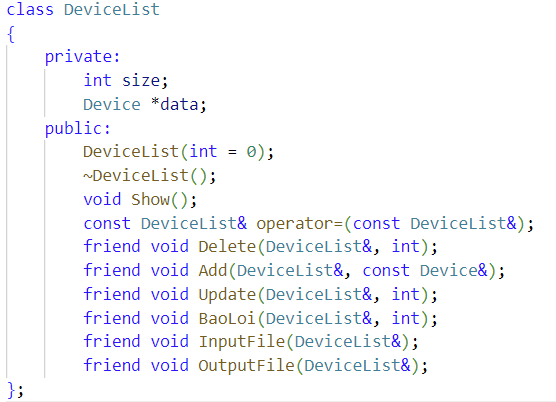 class DeviceList
{
    private:
        int size;
        Device *data;
    public:
        DeviceList(int = 0);
        ~DeviceList();
        void Show();
        const DeviceList& operator=(const DeviceList&);
        friend void Delete(DeviceList&, int);
        friend void Add(DeviceList&, const Device&);
        friend void Update(DeviceList&, int);
        friend void BaoLoi(DeviceList&, int);
        friend void InputFile(DeviceList&);
        friend void OutputFile(DeviceList&);
};